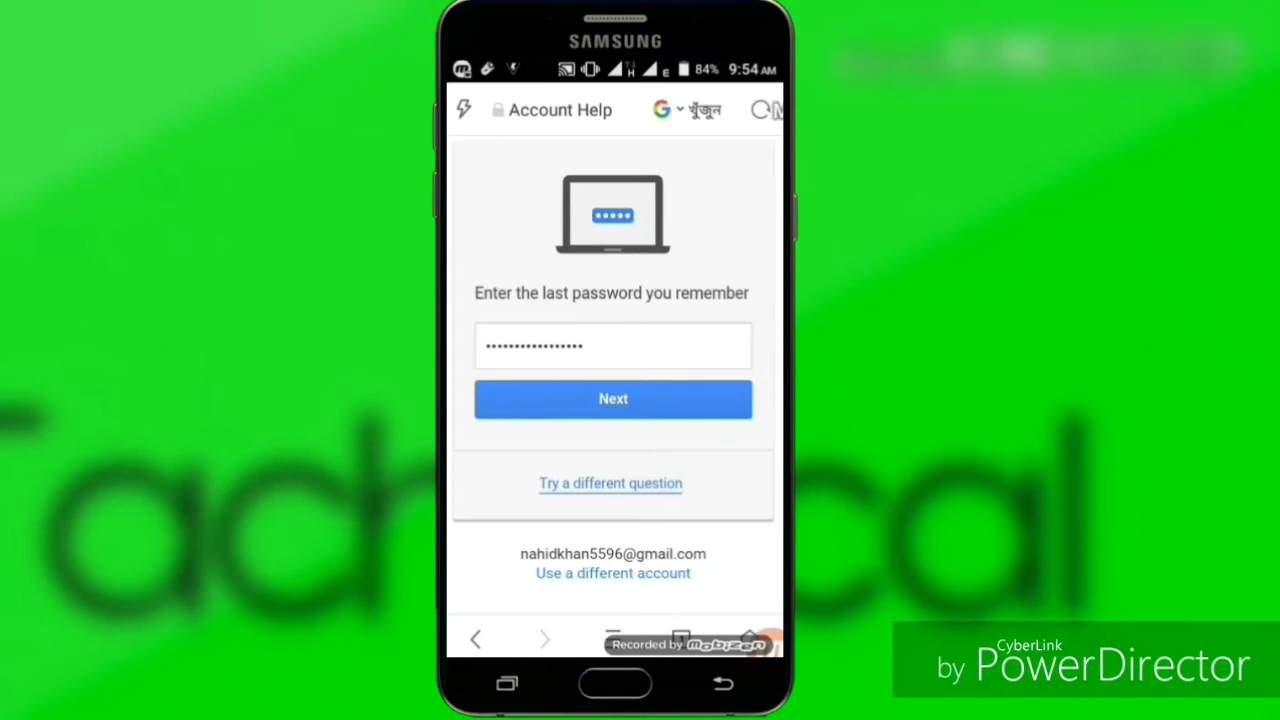 SAMSUNG
84% 9:54 AM
Account Help
খুঁজুন
Enter the last password you remember
•••••••••••••••••
Next
Try a different question
nahidkhan5596@gmail.com
Use a different account
Recorded by mobizen
CyberLink
by PowerDirector